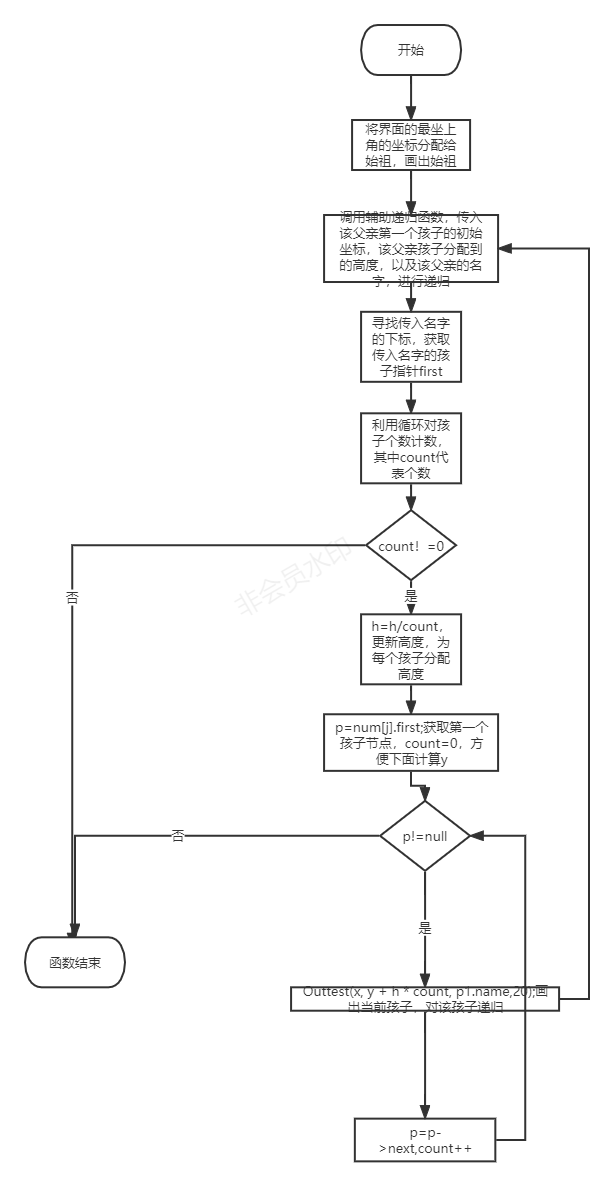 开始
将界面的最坐上
角的坐标分配给
始祖，画出始祖
调用辅助递归函数，传入
该父亲第一个孩子的初始
坐标，该父亲孩子分配到
的高度，以及该父亲的名
字，进行递归
寻找传入名字
的下标，获取
传入名字的孩
子指针first
利用循环对孩
子个数计数，
其中count代
表个数
count！=0
否
非会员水印
是
h=h/count，
更新高度，为
每个孩子分配
高度
p=num[j].first;获取第一个
孩子节点，count=0，方
便下面计算y
否
p!=null
是
函数结束
Outtest(x, y + h * count, p1.name,20);画
出当前孩子，对该孩子递归
p=p-
>next,count++